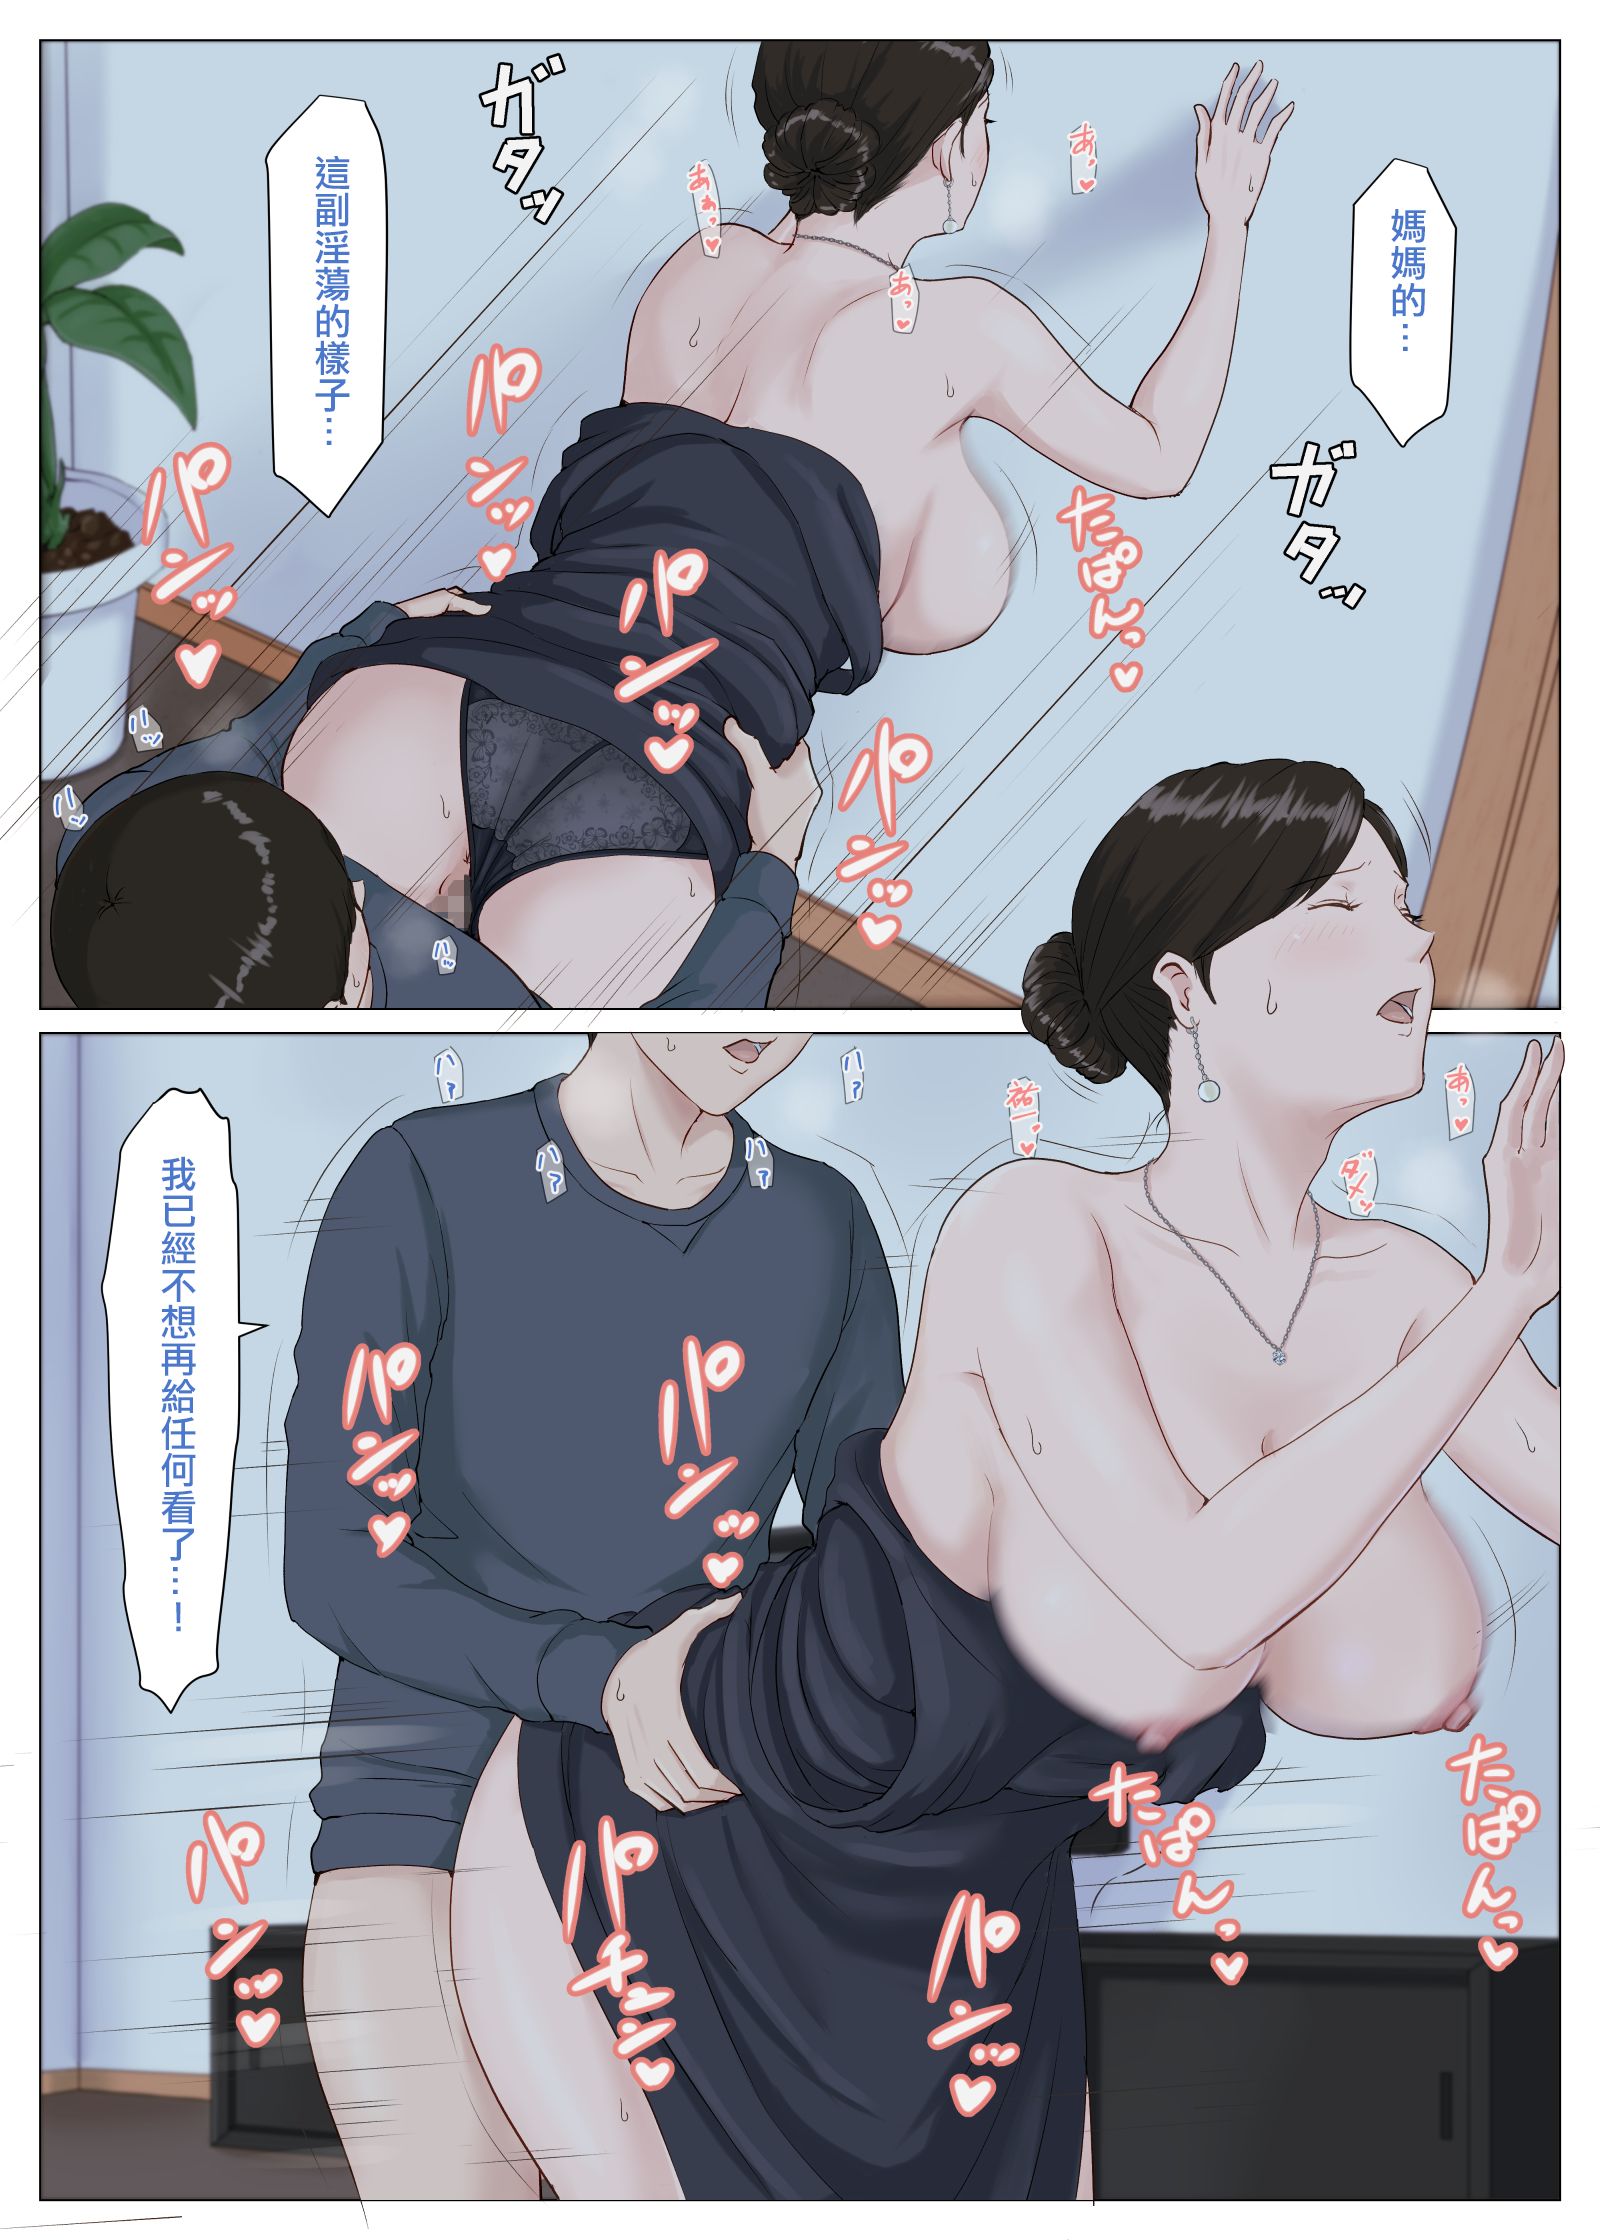 媽媽的…
ガタッ
あっ♥
あっ♥
ああっ♥
ガタッ
這副淫蕩的樣子…
たぱんっ♥
パンッ♥
パンッ♥
パンッ♥
パンッ♥
ハッ
ハッ
ハッ
あっ♥
ダメッ
祐一っ♥
ハァ
ハァ
ハァ
ハァ
我已經不想再給任何看了…!
パンッ♥
パンッ♥
たぱんっ♥
たぱんっ♥
パンッ♥
パチュンッ♥
パンッ♥